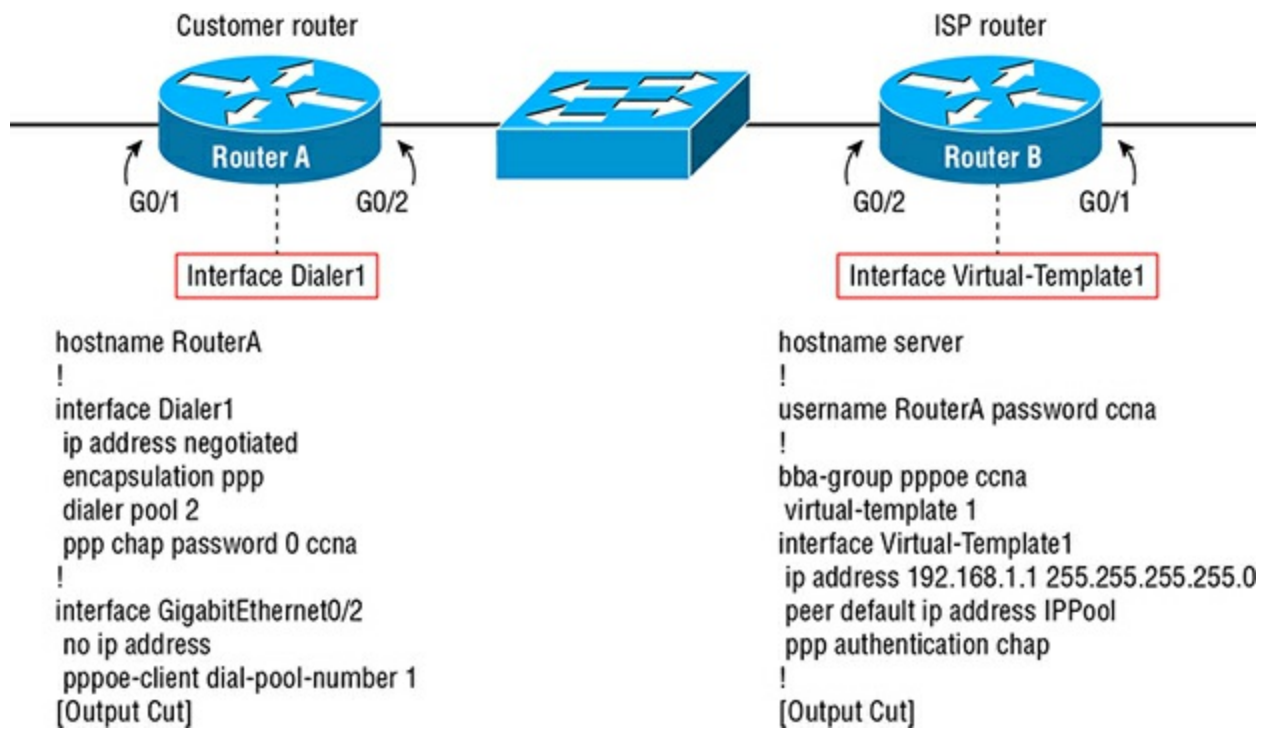 Customer router
ISP router
Router A
Router B
G0/1
G0/2
G0/2
G0/1
Interface Dialer1
Interface Virtual-Template1
hostname RouterA
!
interface Dialer1
ip address negotiated
encapsulation ppp
dialer pool 2
ppp chap password 0 ccna
!
interface GigabitEthernet0/2
no ip address
pppoe-client dial-pool-number 1
[Output Cut]
hostname server
!
username RouterA password ccna
!
bba-group pppoe ccna
virtual-template 1
interface Virtual-Template1
ip address 192.168.1.1 255.255.255.255.0
peer default ip address IPPool
ppp authentication chap
!
[Output Cut]